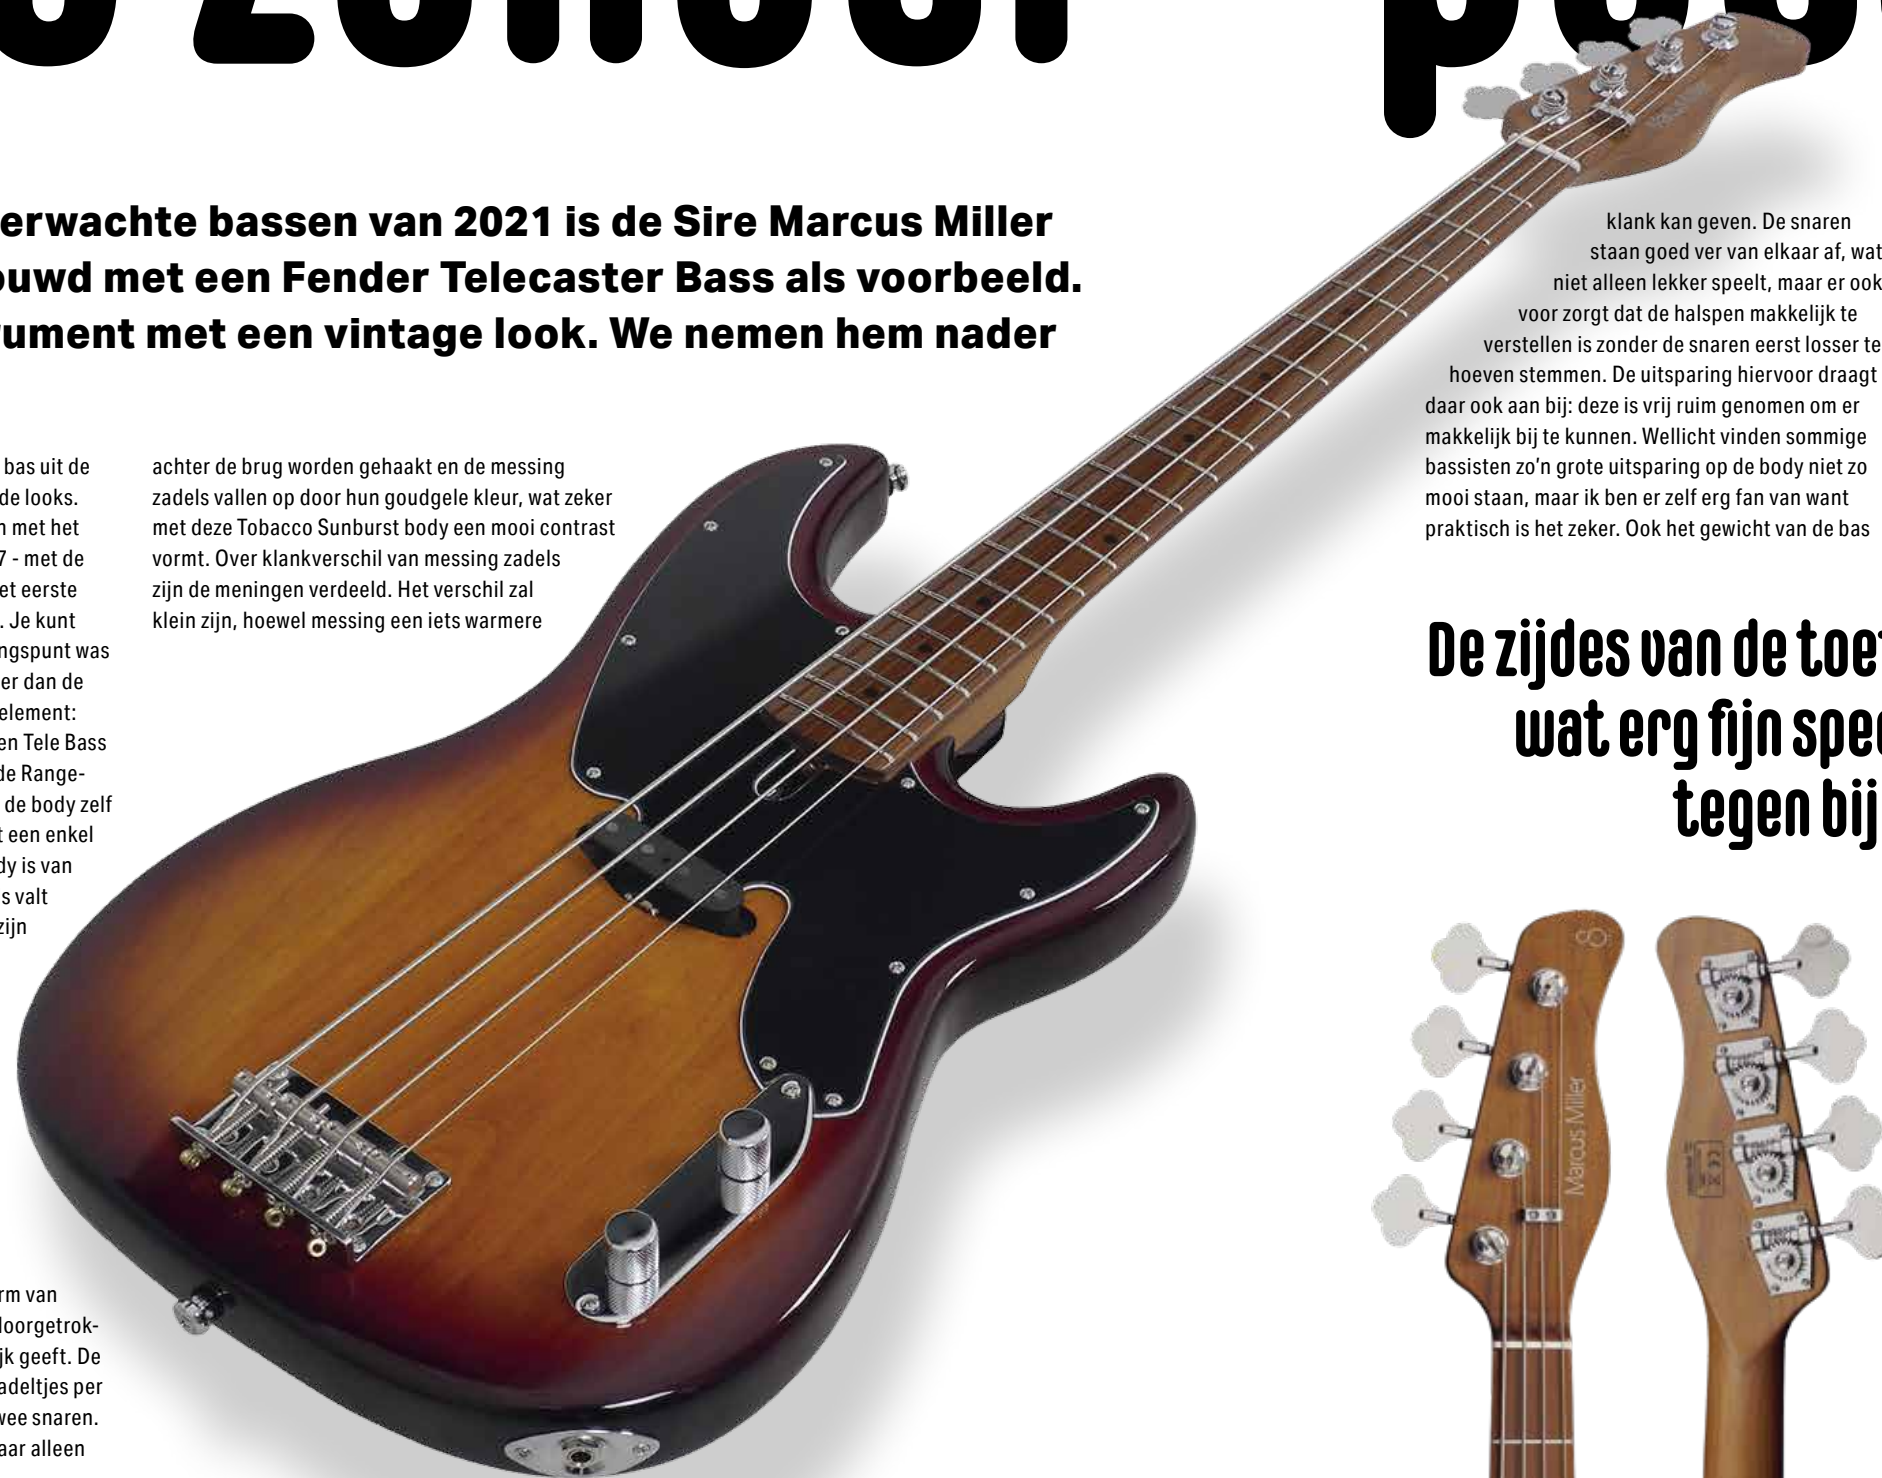 erwachte bassen van 2021 is de Sire Marcus Miller
ouwd met een Fender Telecaster Bass als voorbeeld.
rument met een vintage look. We nemen hem nader
bas uit de
de looks.
n met het
7 - met de
et eerste
. Je kunt
ngspunt was
er dan de
element:
en Tele Bass
de Range-
de body zelf
t een enkel
dy is van
s valt
zijn
rm van
doorgetrok-
jk geeft. De
adeltjes per
wee snaren.
aar alleen
achter de brug worden gehaakt en de messing
zadels vallen op door hun goudgele kleur, wat zeker
met deze Tobacco Sunburst body een mooi contrast
vormt. Over klankverschil van messing zadels
zijn de meningen verdeeld. Het verschil zal
klein zijn, hoewel messing een iets warmere
klank kan geven. De snaren
staan goed ver van elkaar af, wat
niet alleen lekker speelt, maar er ook
voor zorgt dat de halspen makkelijk te
verstellen is zonder de snaren eerst losser te
hoeven stemmen. De uitsparing hiervoor draagt
daar ook aan bij: deze is vrij ruim genomen om er
makkelijk bij te kunnen. Wellicht vinden sommige
bassisten zo'n grote uitsparing op de body niet zo
mooi staan, maar ik ben er zelf erg fan van want
praktisch is het zeker. Ook het gewicht van de bas
De zijdes van de toe
wat erg fijn spe
tegen bij
Marcus Miller